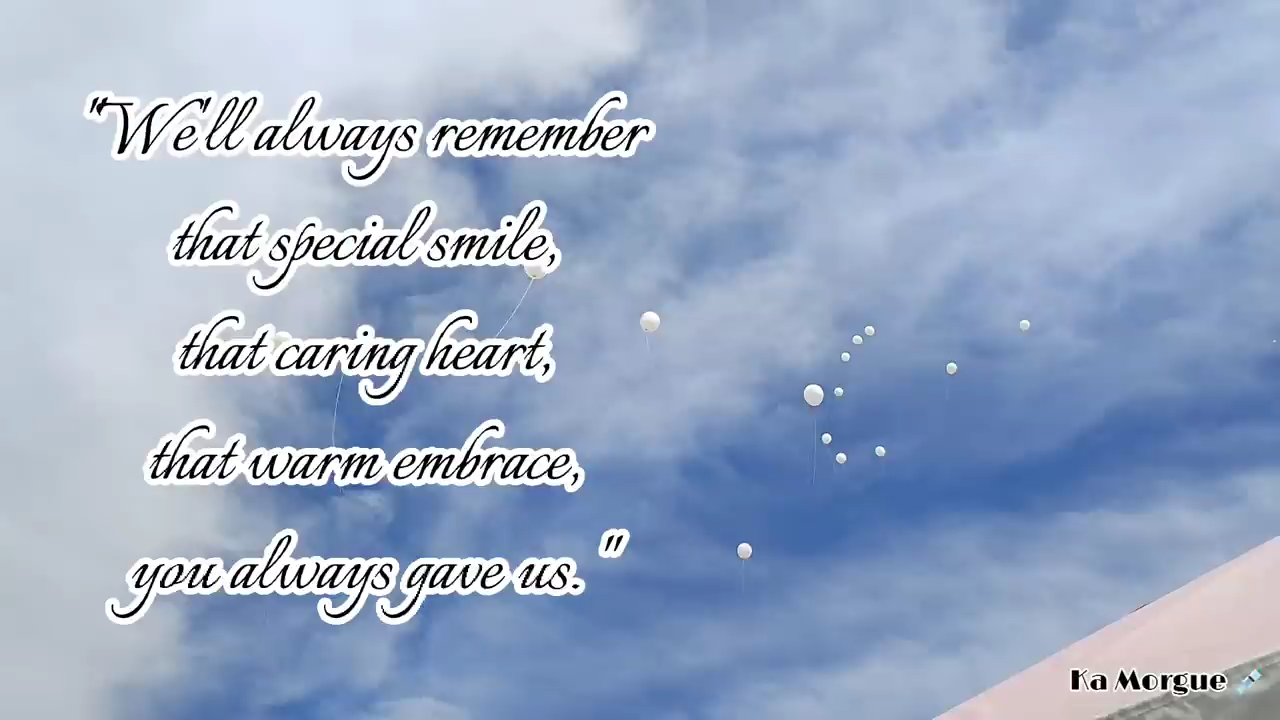 "We'll always remember
that special smile,
that caring heart,
that warm embrace,
you always gave us."
Ka Morgue